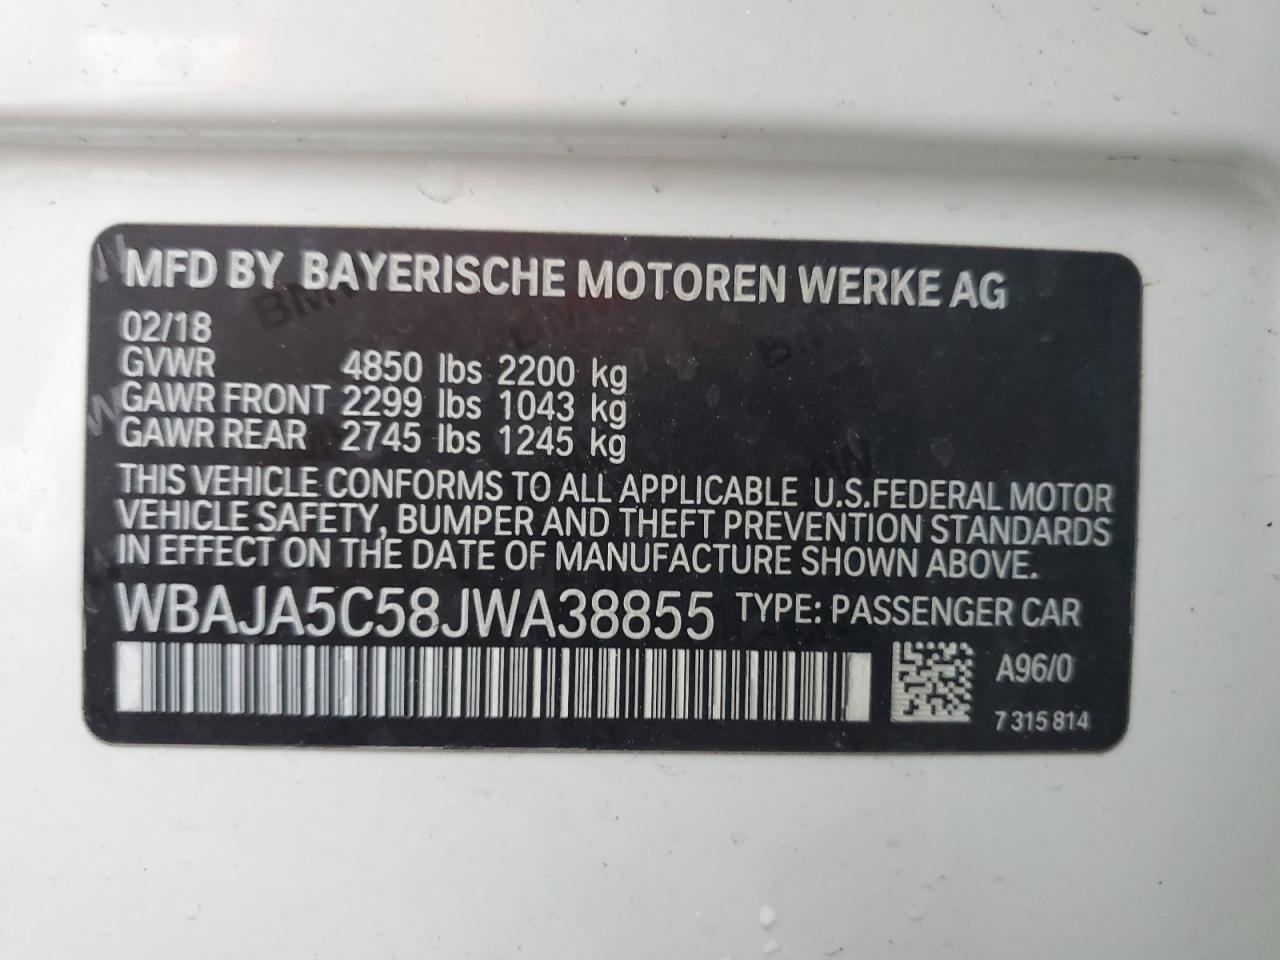 MFD BY BAYERISCHE MOTOREN WERKE AG
02/18
GVWR 4850 lbs 2200 kg
GAWR FRONT 2299 lbs 1043 kg
GAWR REAR 2745 lbs 1245 kg
THIS VEHICLE CONFORMS TO ALL APPLICABLE U.S.FEDERAL MOTOR
VEHICLE SAFETY, BUMPER AND THEFT PREVENTION STANDARDS
IN EFFECT ON THE DATE OF MANUFACTURE SHOWN ABOVE.
WBAJA5C58JWA38855 TYPE: PASSENGER CAR
A96/0
7 315 814